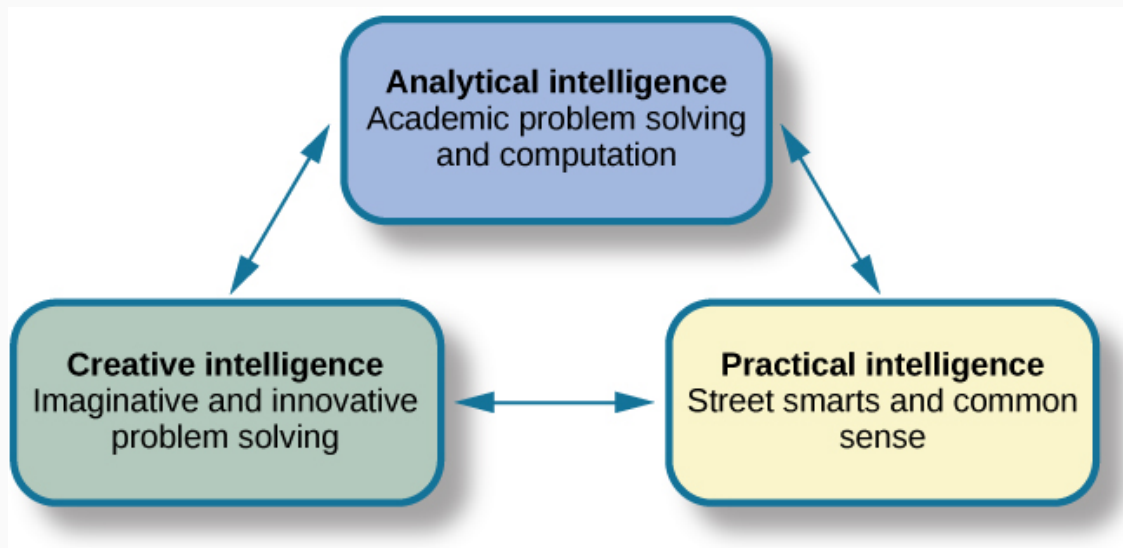 Analytical intelligence
Academic problem solving
and computation
Creative intelligence
Imaginative and innovative
problem solving
Practical intelligence
Street smarts and common
sense